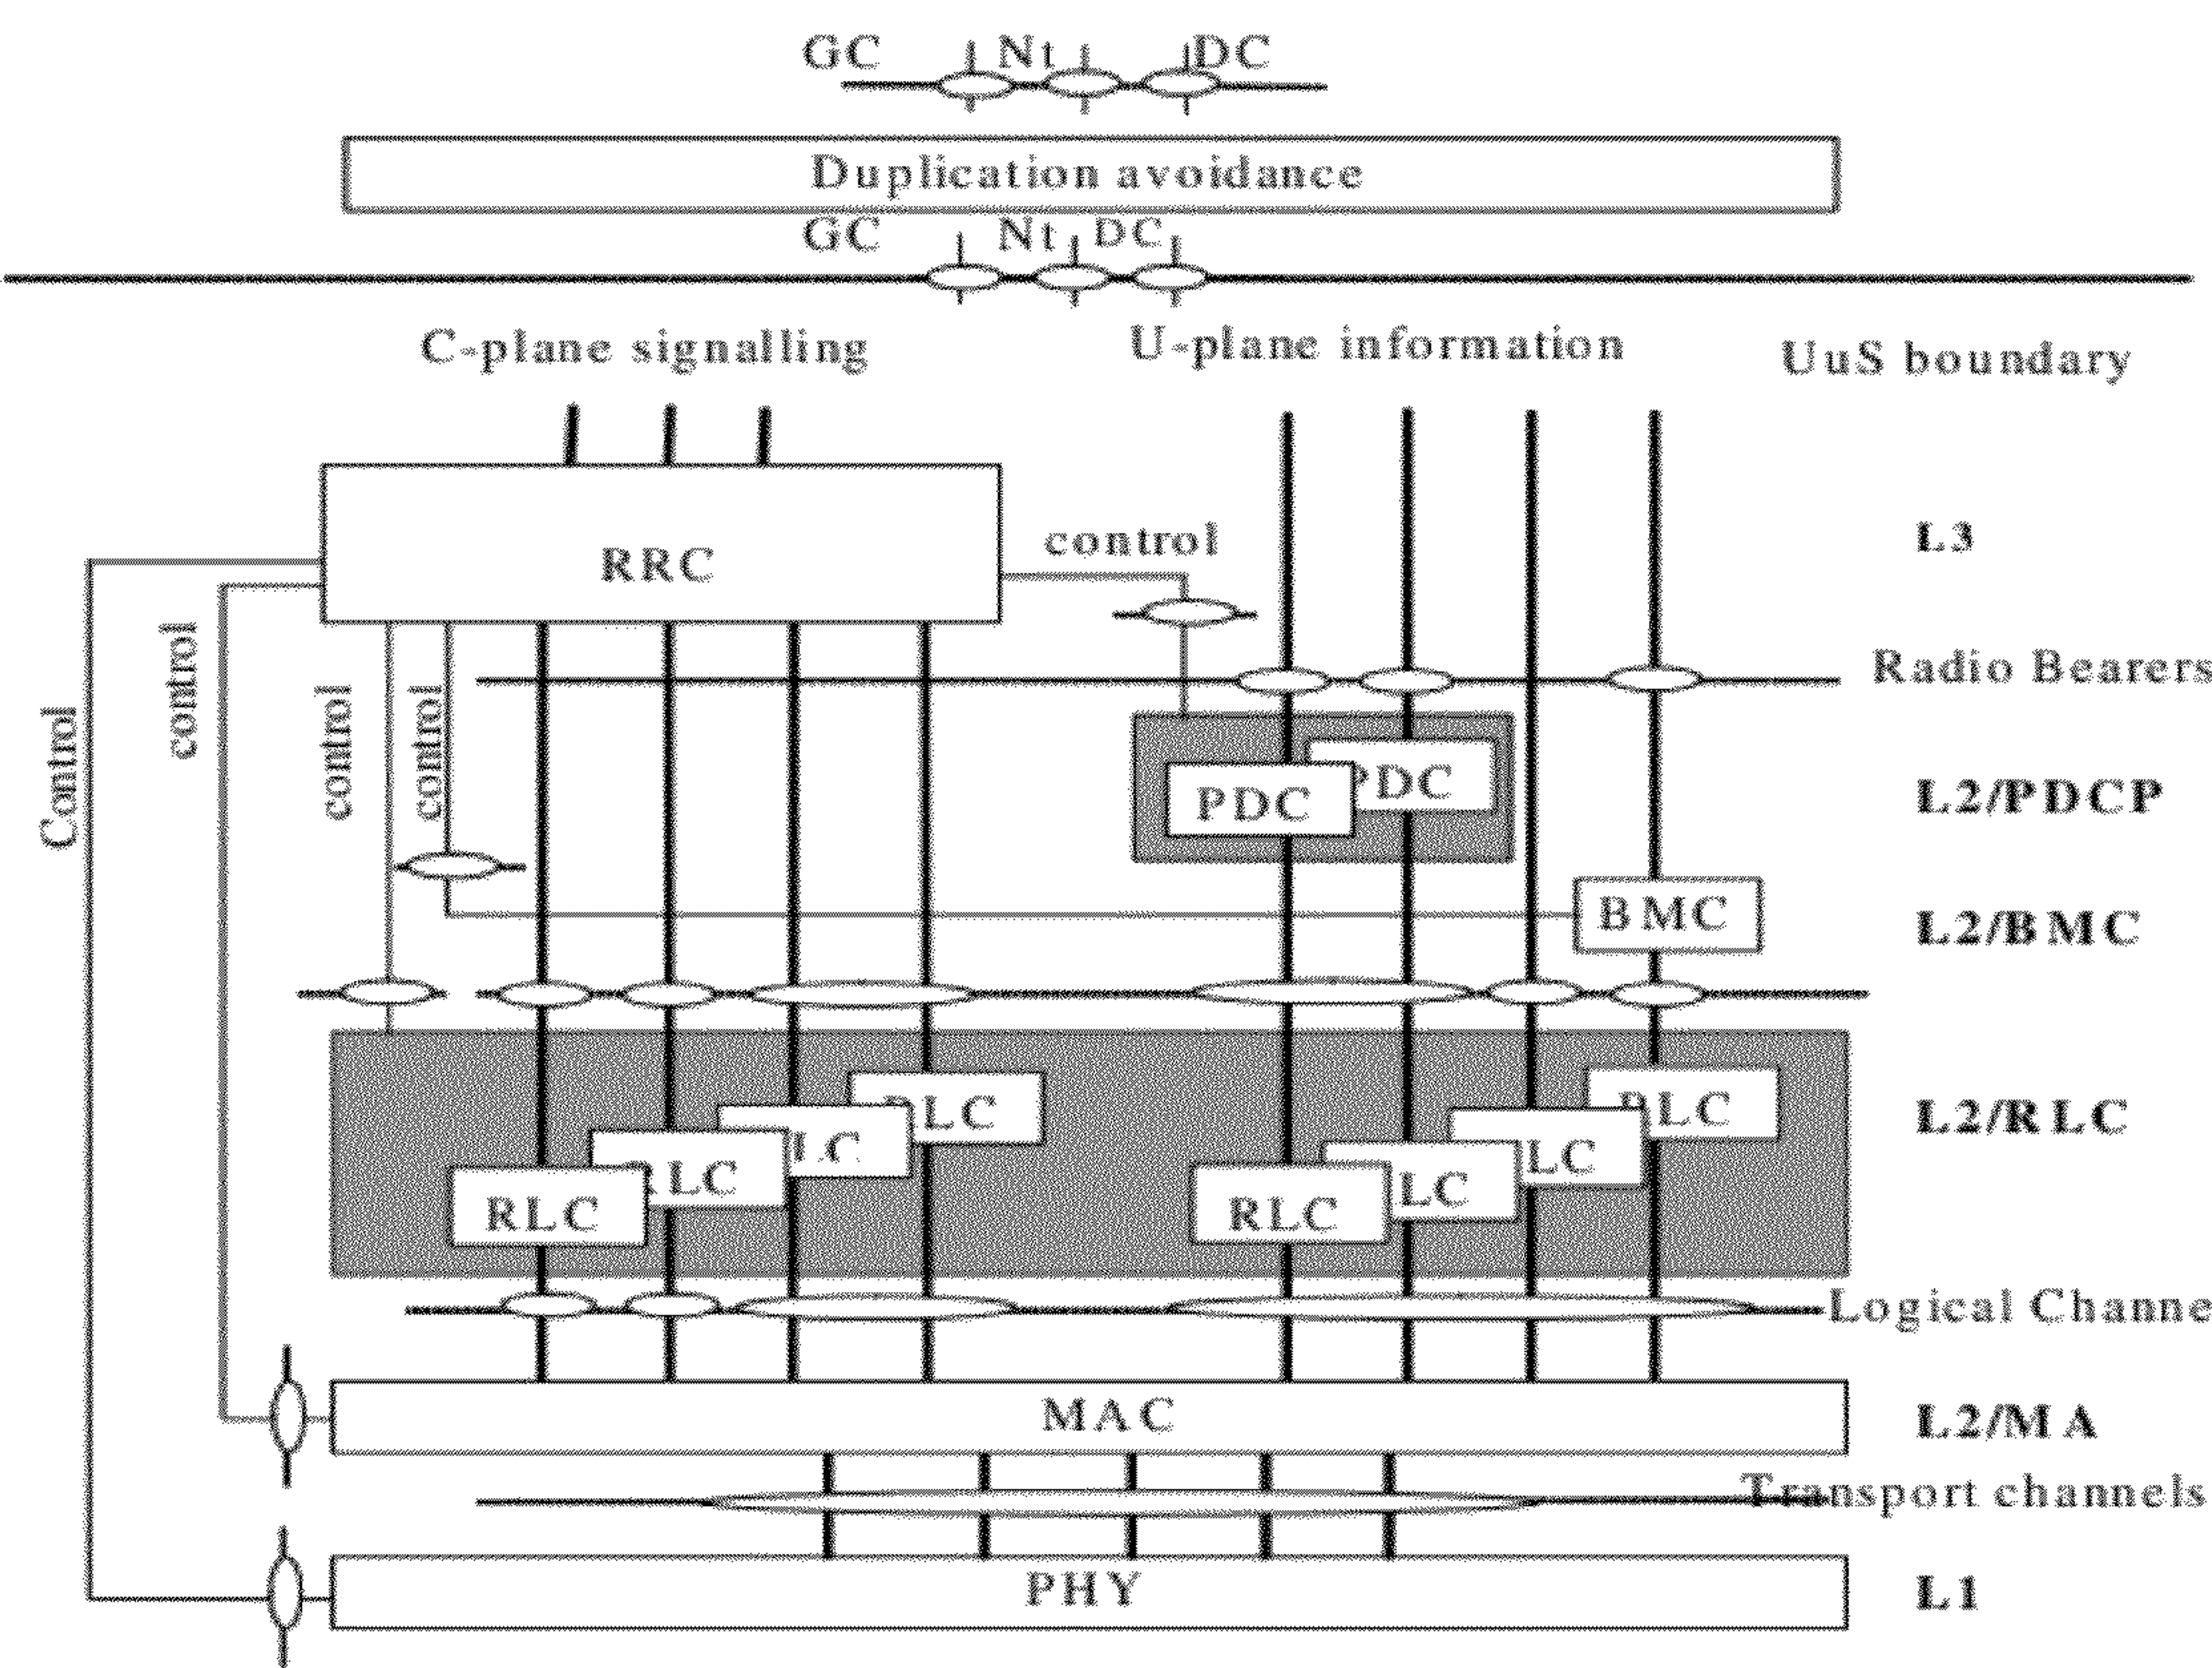 GC Nt DC
Duplication avoidance
GC Nt DC
C-plane signalling U-plane information UuS boundary
RRC control L3
Control control control control
Radio Bearers
PDC PDC L2/PDCP
BMC L2/BMC
RLC RLC LC RLC RLC LC LC RLC L2/RLC
Logical Channe
MAC L2/MA
Transport channels
PHY L1